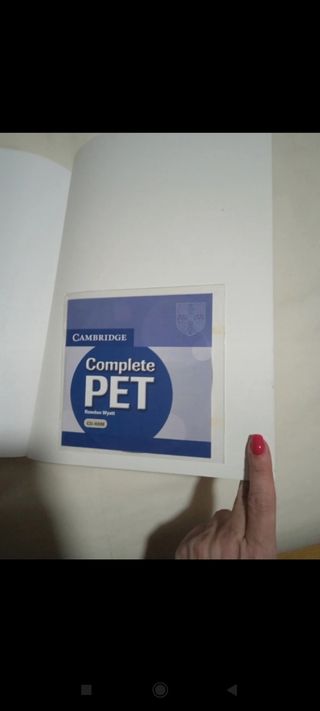 CAMBRIDGE
Complete
PET
Rawdon Wyatt
CD-ROM